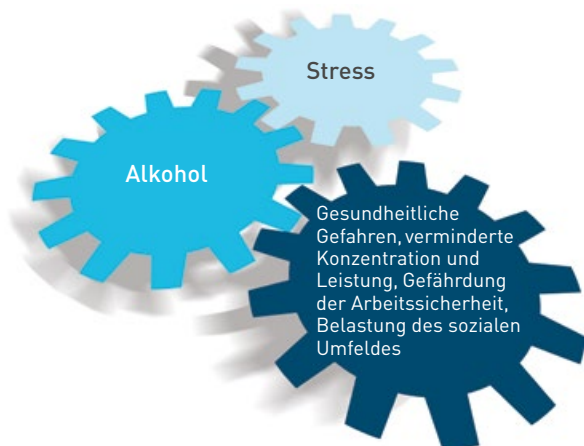 Stress
Alkohol
Gesundheitliche
Gefahren, verminderte
Konzentration und
Leistung, Gefährdung
der Arbeitssicherheit,
Belastung des sozialen
Umfeldes